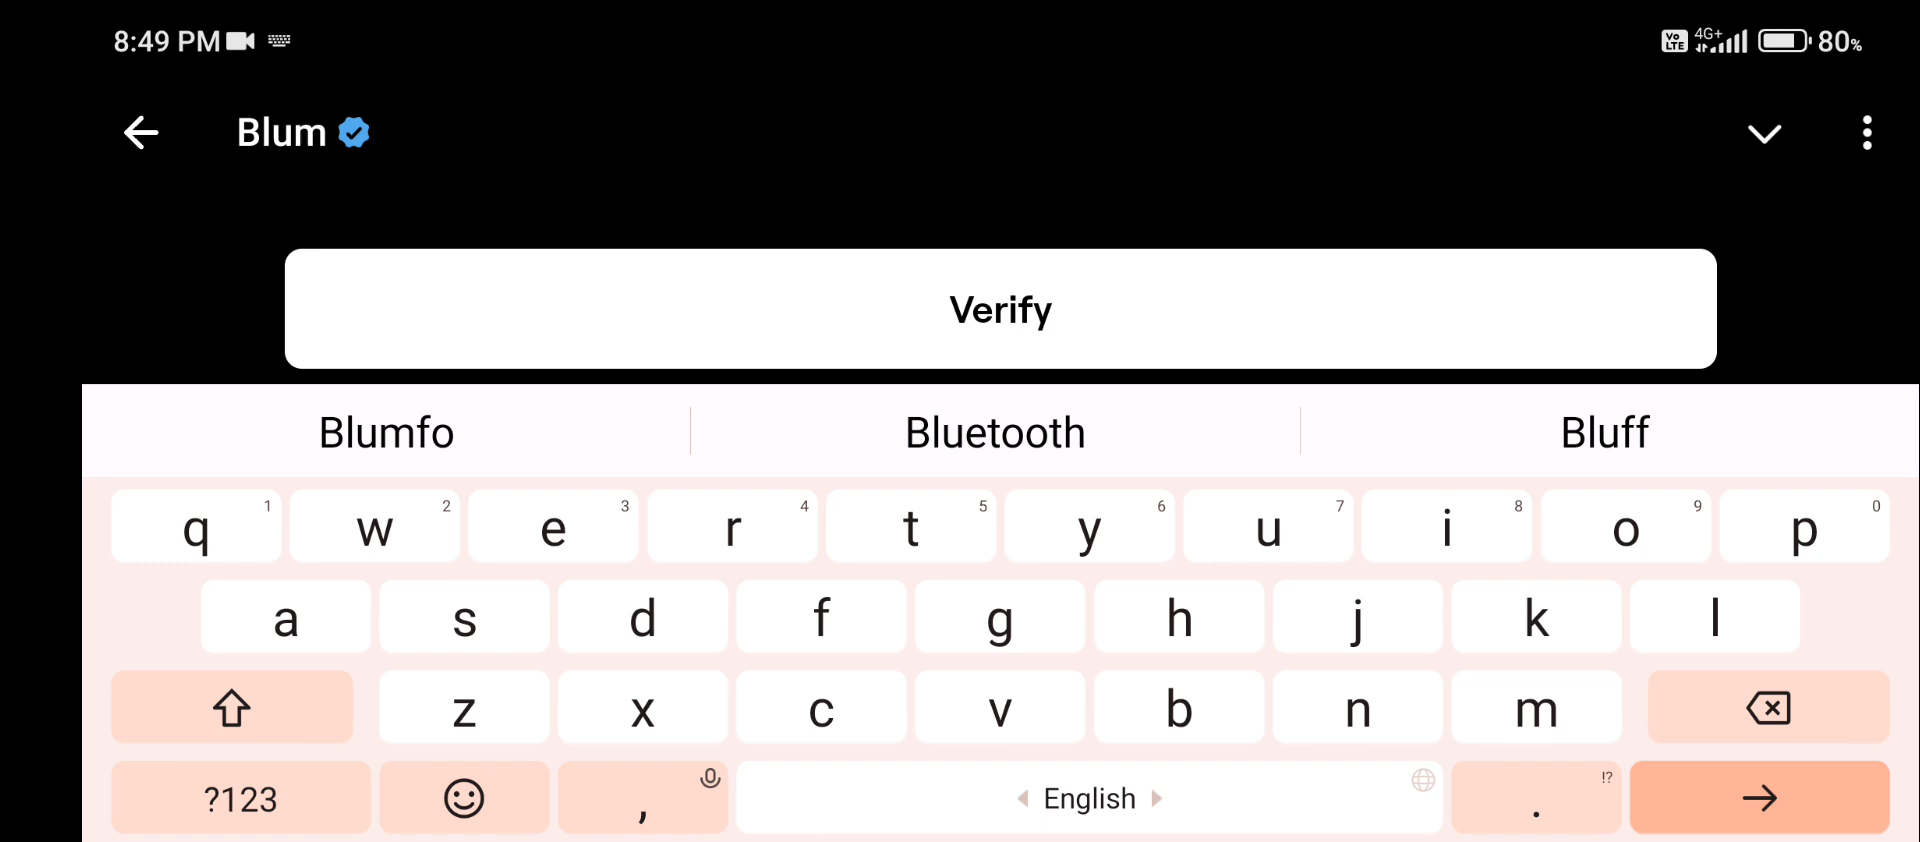 8:49 PM VoLTE 4G+ 80%
Blum
Verify
Blumfo Bluetooth Bluff
q 1 w 2 e 3 r 4 t 5 y 6 u 7 i 8 o 9 p 0
a s d f g h j k l
z x c v b n m
?123 , English . !?